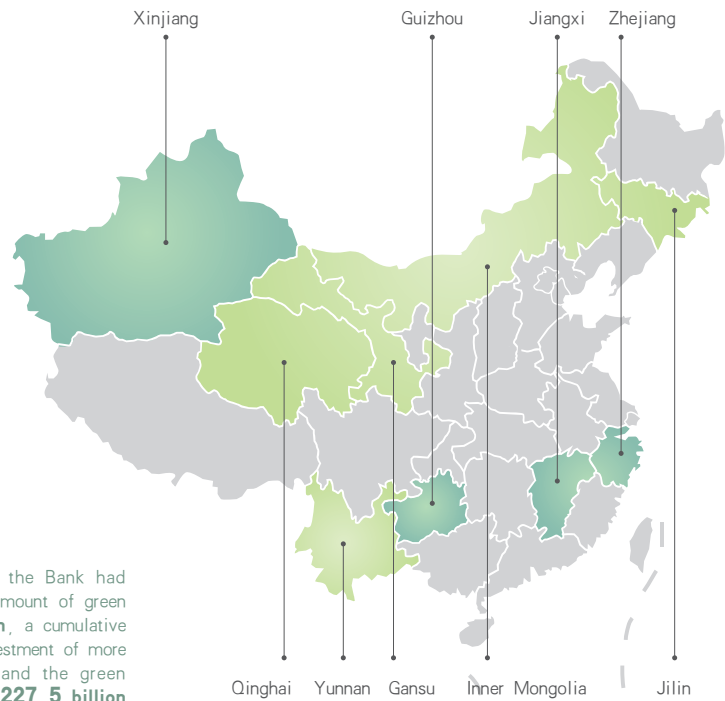 Xinjiang Guizhou Jiangxi Zhejiang
the Bank had
mount of green
, a cumulative
estment of more
and the green
227.5 billion
Qinghai Yunnan Gansu Inner Mongolia Jilin